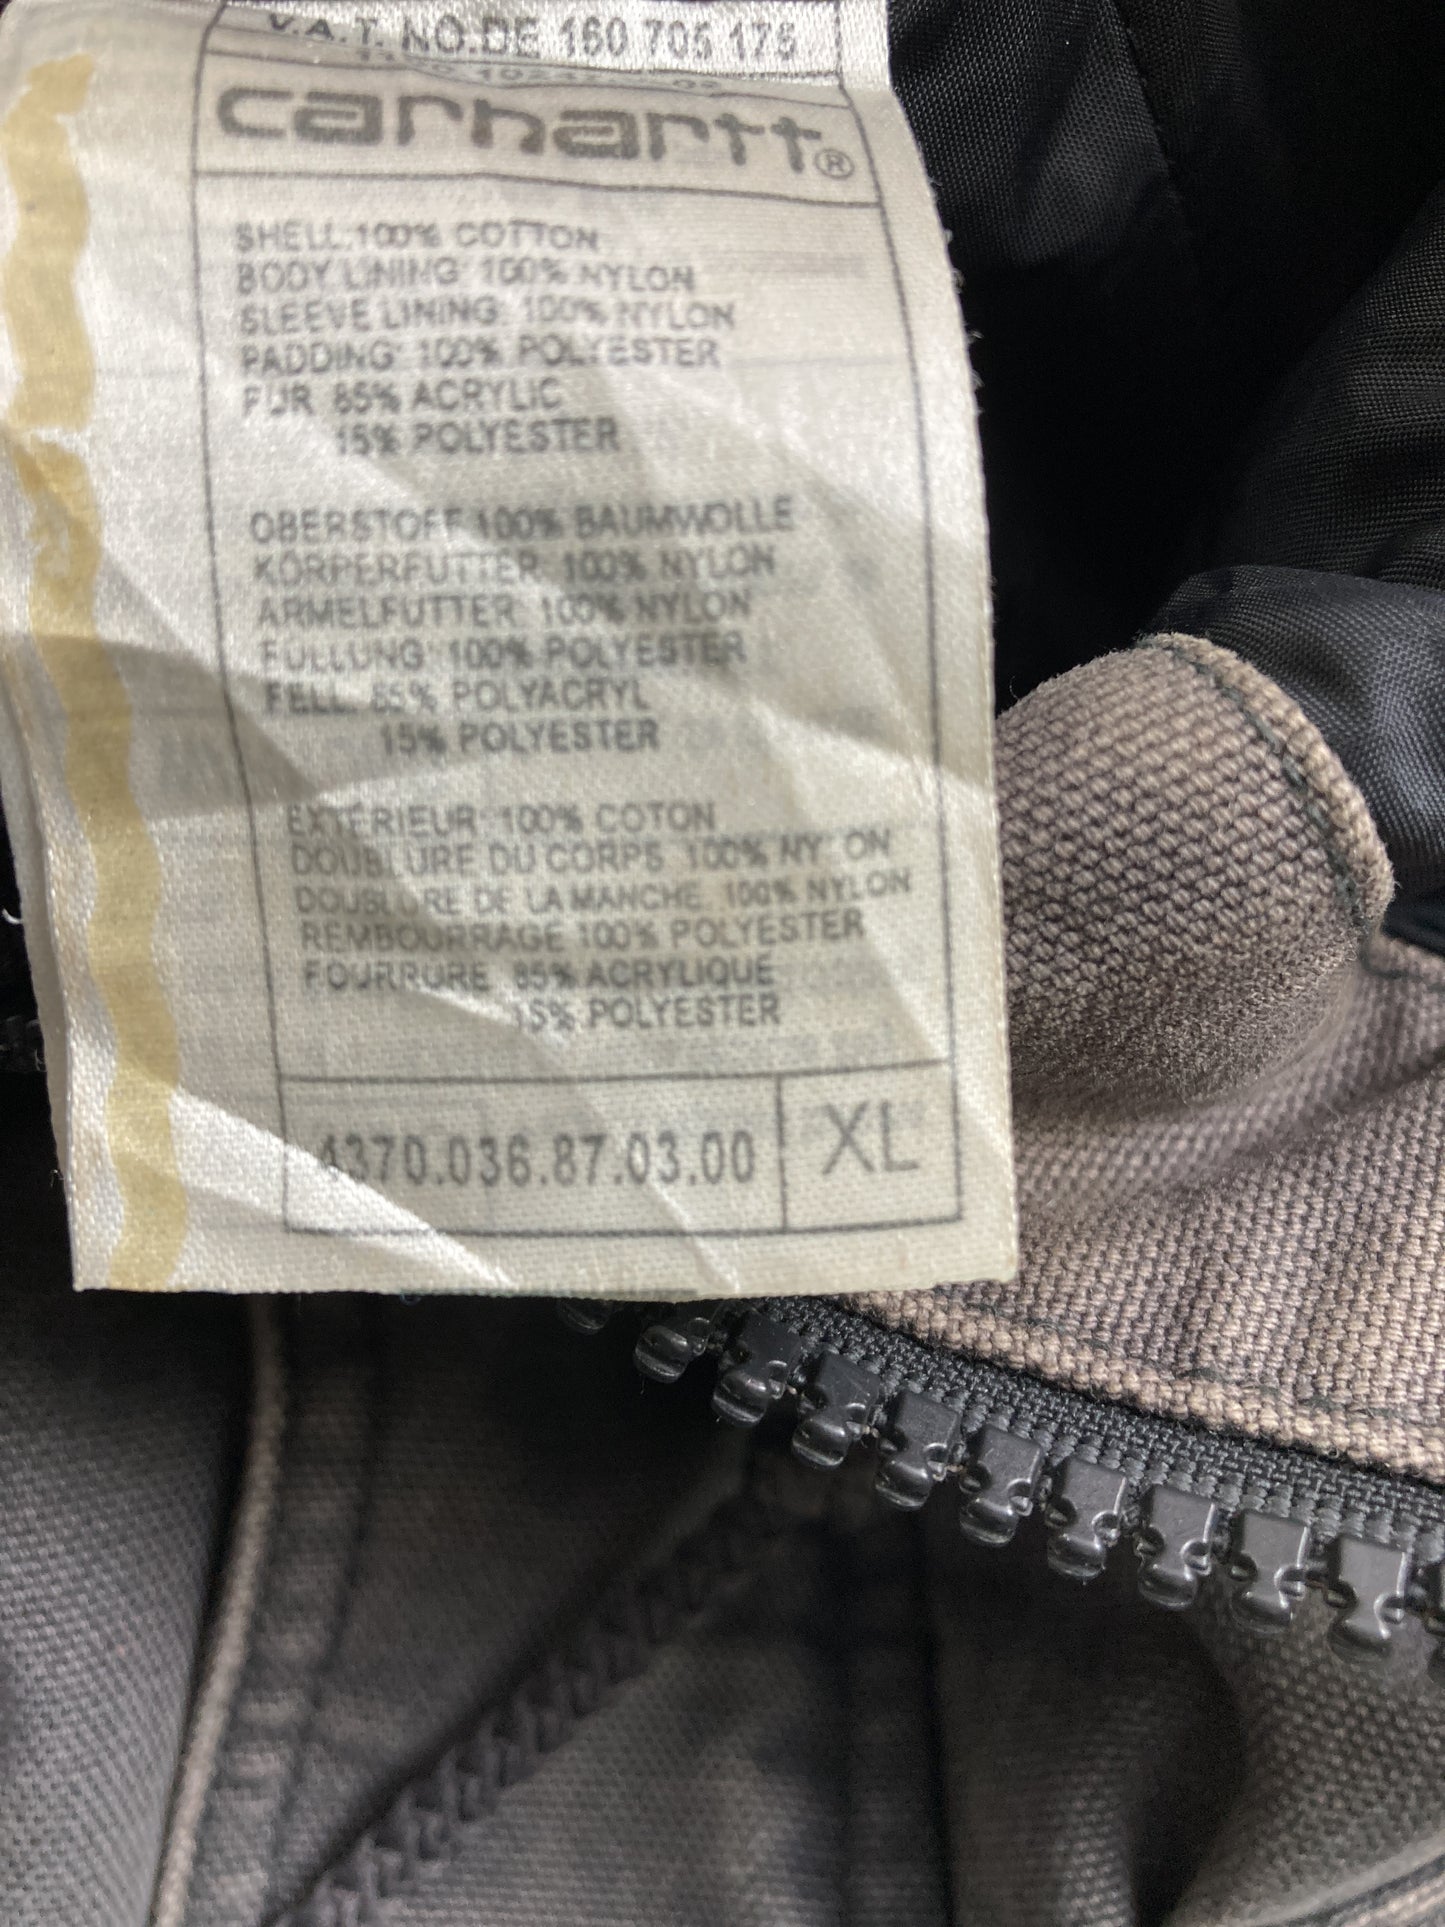 V.A.T. NO.DE 160 705 175
carhartt®
SHELL:100% COTTON
BODY LINING: 100% NYLON
SLEEVE LINING: 100% NYLON
PADDING: 100% POLYESTER
FUR 85% ACRYLIC
15% POLYESTER
OBERSTOFF 100% BAUMWOLLE
KÖRPERFUTTER 100% NYLON
ARMELFUTTER 100% NYLON
FÜLLUNG 100% POLYESTER
FELL: 85% POLYACRYL
15% POLYESTER
EXTÉRIEUR 100% COTON
DOUBLURE DU CORPS 100% NYLON
DOUBLURE DE LA MANCHE 100% NYLON
REMBOURRAGE 100% POLYESTER
FOURRURE 85% ACRYLIQUE
15% POLYESTER
4370.036.87.03.00
XL